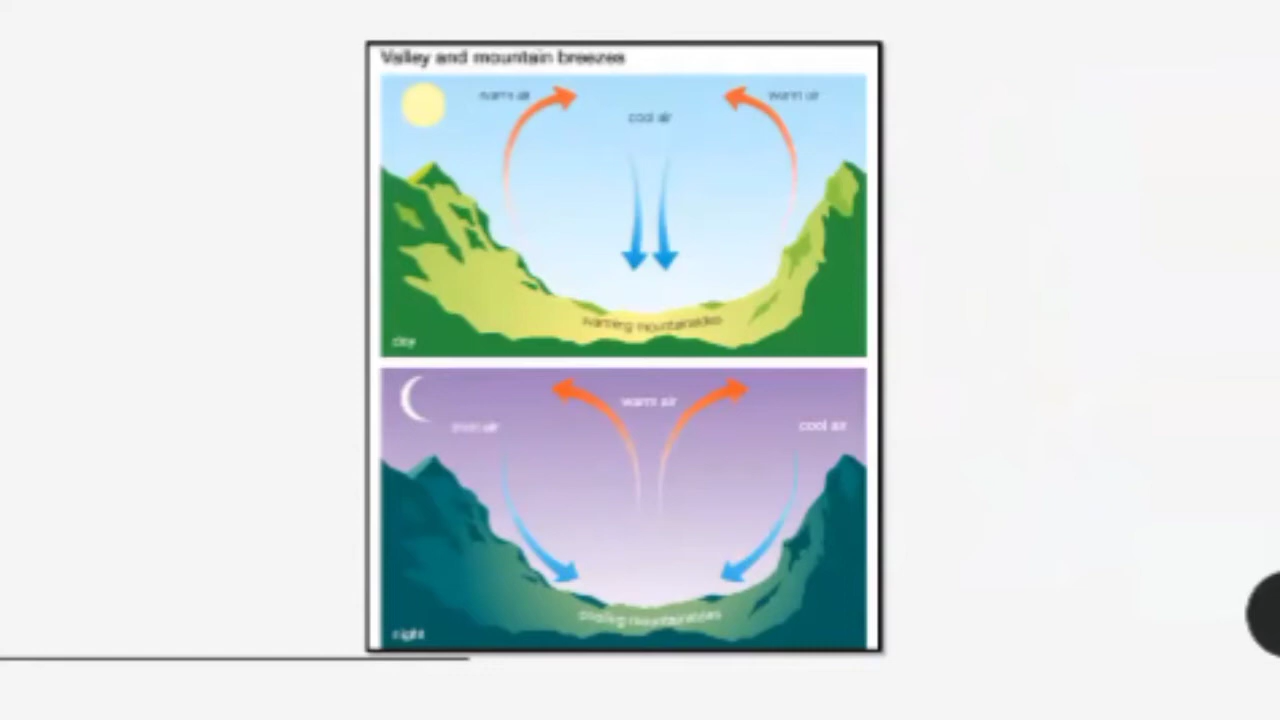 Valley and mountain breezes
warm air
warm air
cool air
warming mountainsides
day
warm air
cool air
cool air
cooling mountainsides
night